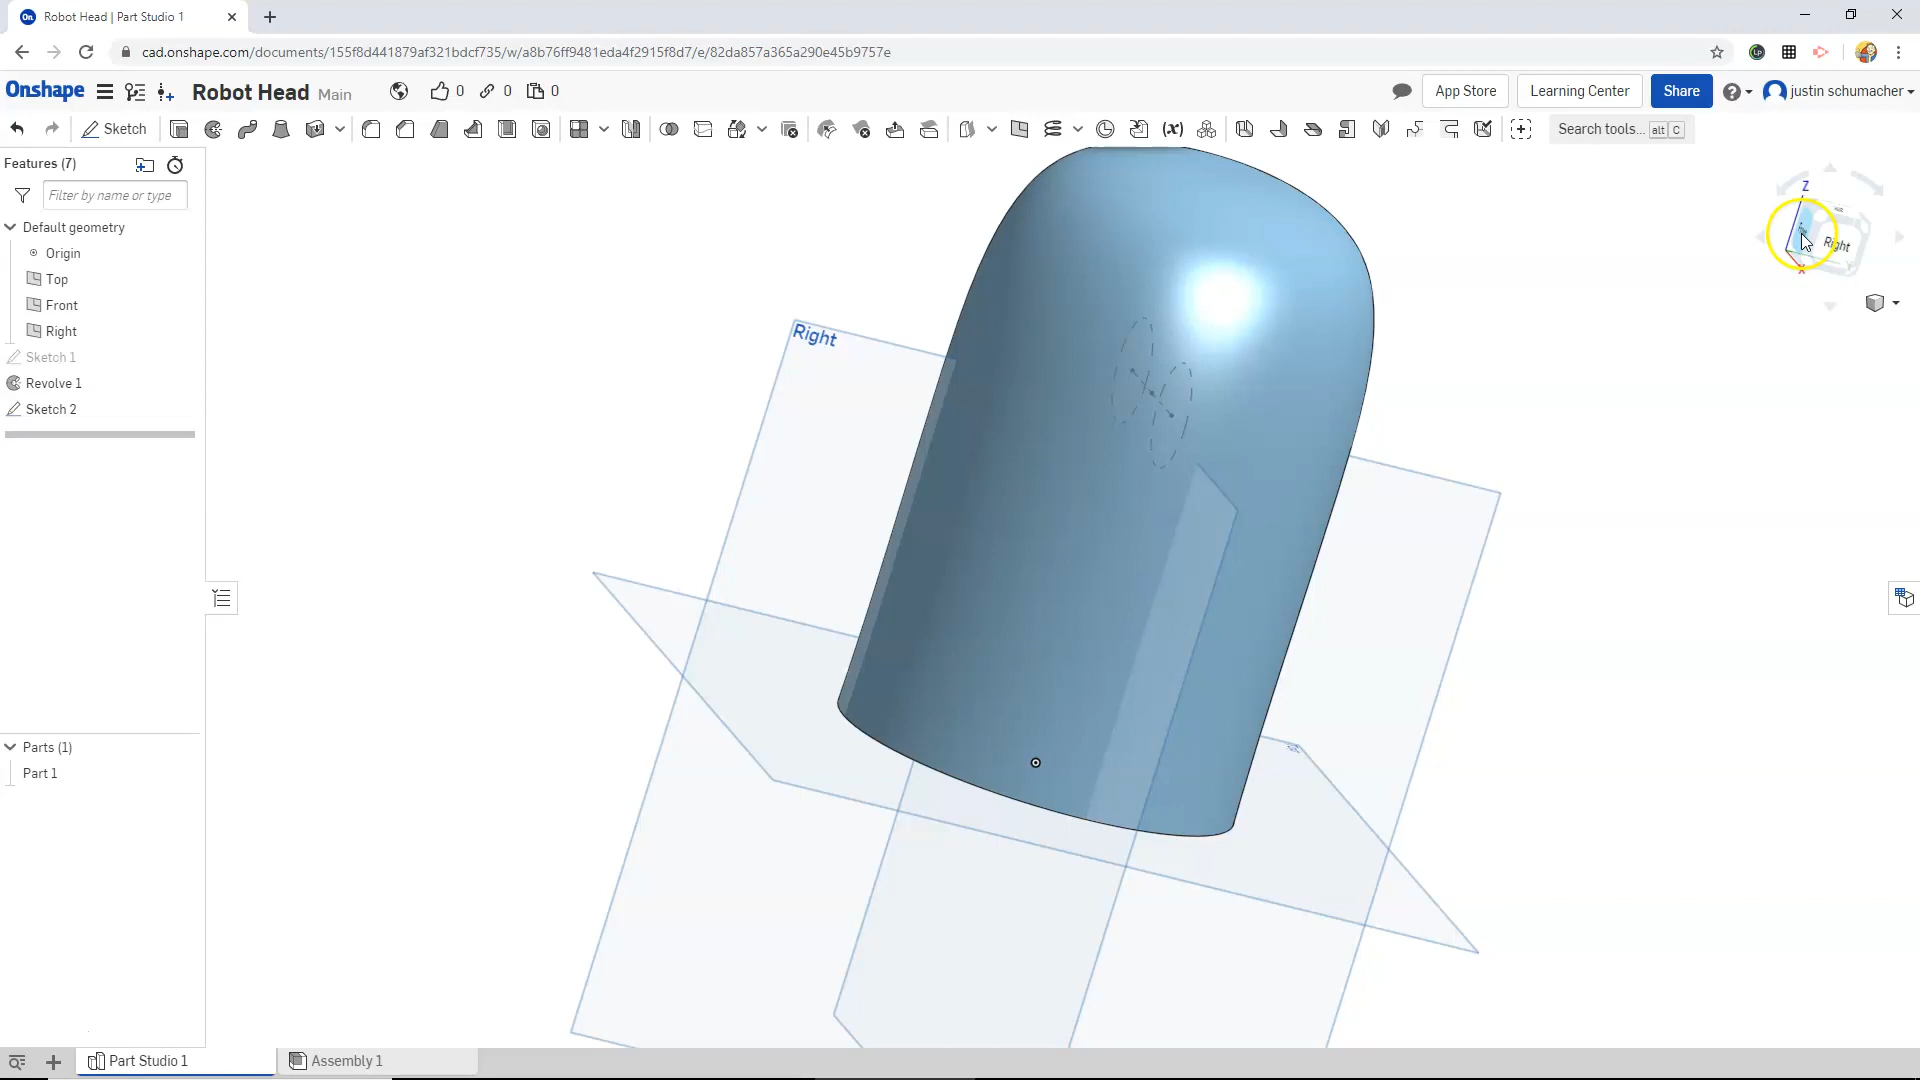 Robot Head | Part Studio 1
cad.onshape.com/documents/155f8d441879af321bdcf735/w/a8b76ff9481eda4f2915f8d7/e/82da857a365a290e45b9757e
Onshape
Robot Head Main
0
0
0
App Store
Learning Center
Share
justin schumacher
Sketch
(x)
Search tools... alt C
Features (7)
Filter by name or type
Default geometry
Origin
Top
Front
Right
Sketch 1
Revolve 1
Sketch 2
Right
Z
Right
X
Parts (1)
Part 1
Part Studio 1
Assembly 1